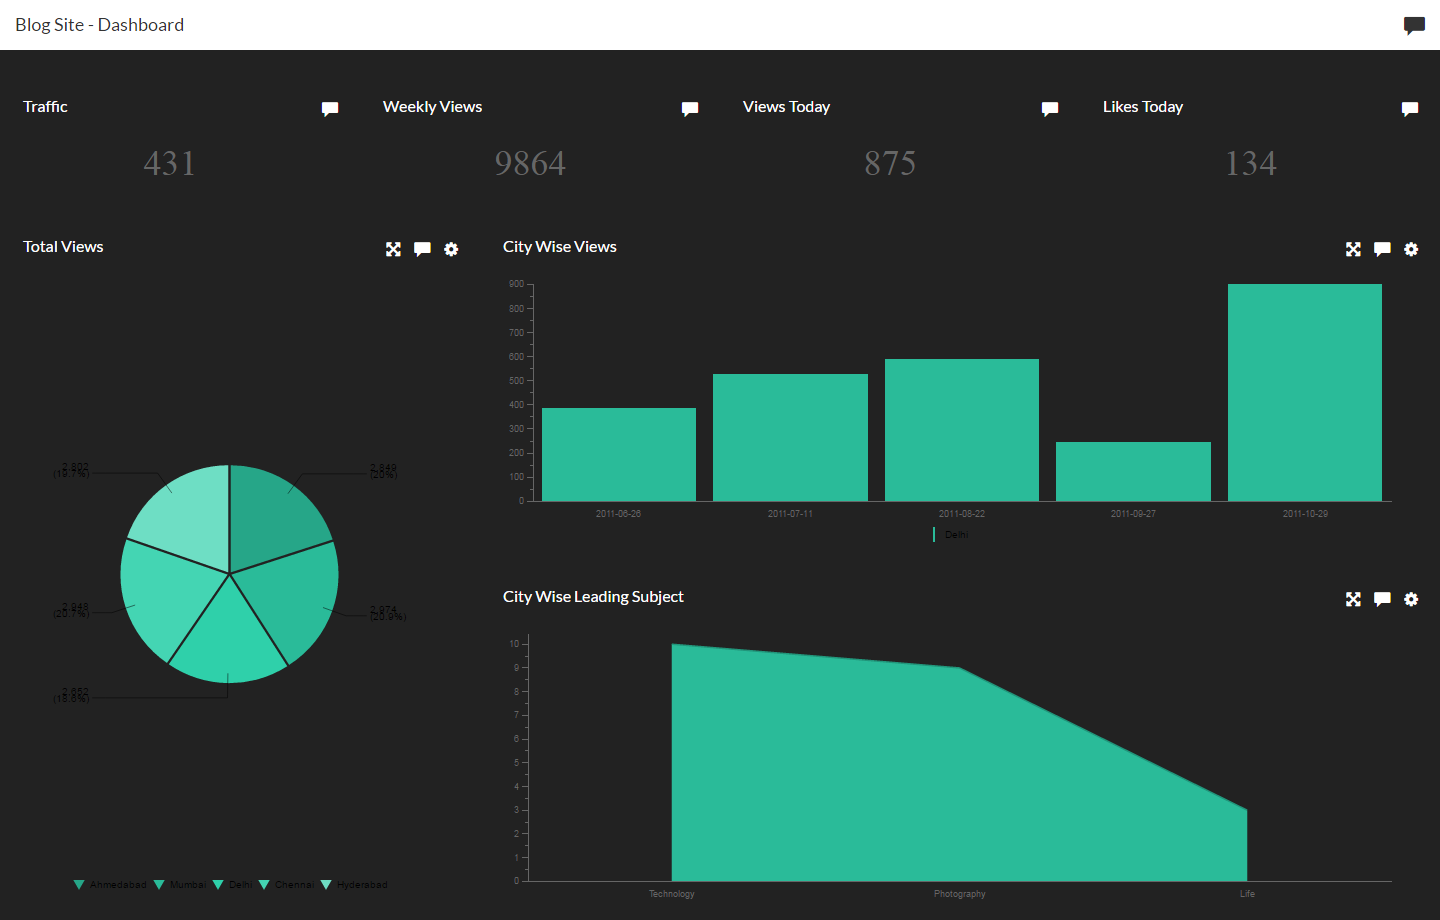 Blog Site - Dashboard
Traffic
Weekly Views
Views Today
Likes Today
431
9864
875
134
Total Views
2,802
(19.7%)
2,849
(20%)
2,948
(20.7%)
2,974
(20.9%)
2,652
(18.6%)
Ahmedabad Mumbai Delhi Chennai Hyderabad
City Wise Views
900
800
700
600
500
400
300
200
100
0
2011-06-26 2011-07-11 2011-08-22 2011-09-27 2011-10-29
Delhi
City Wise Leading Subject
10
9
8
7
6
5
4
3
2
1
0
Technology Photography Life